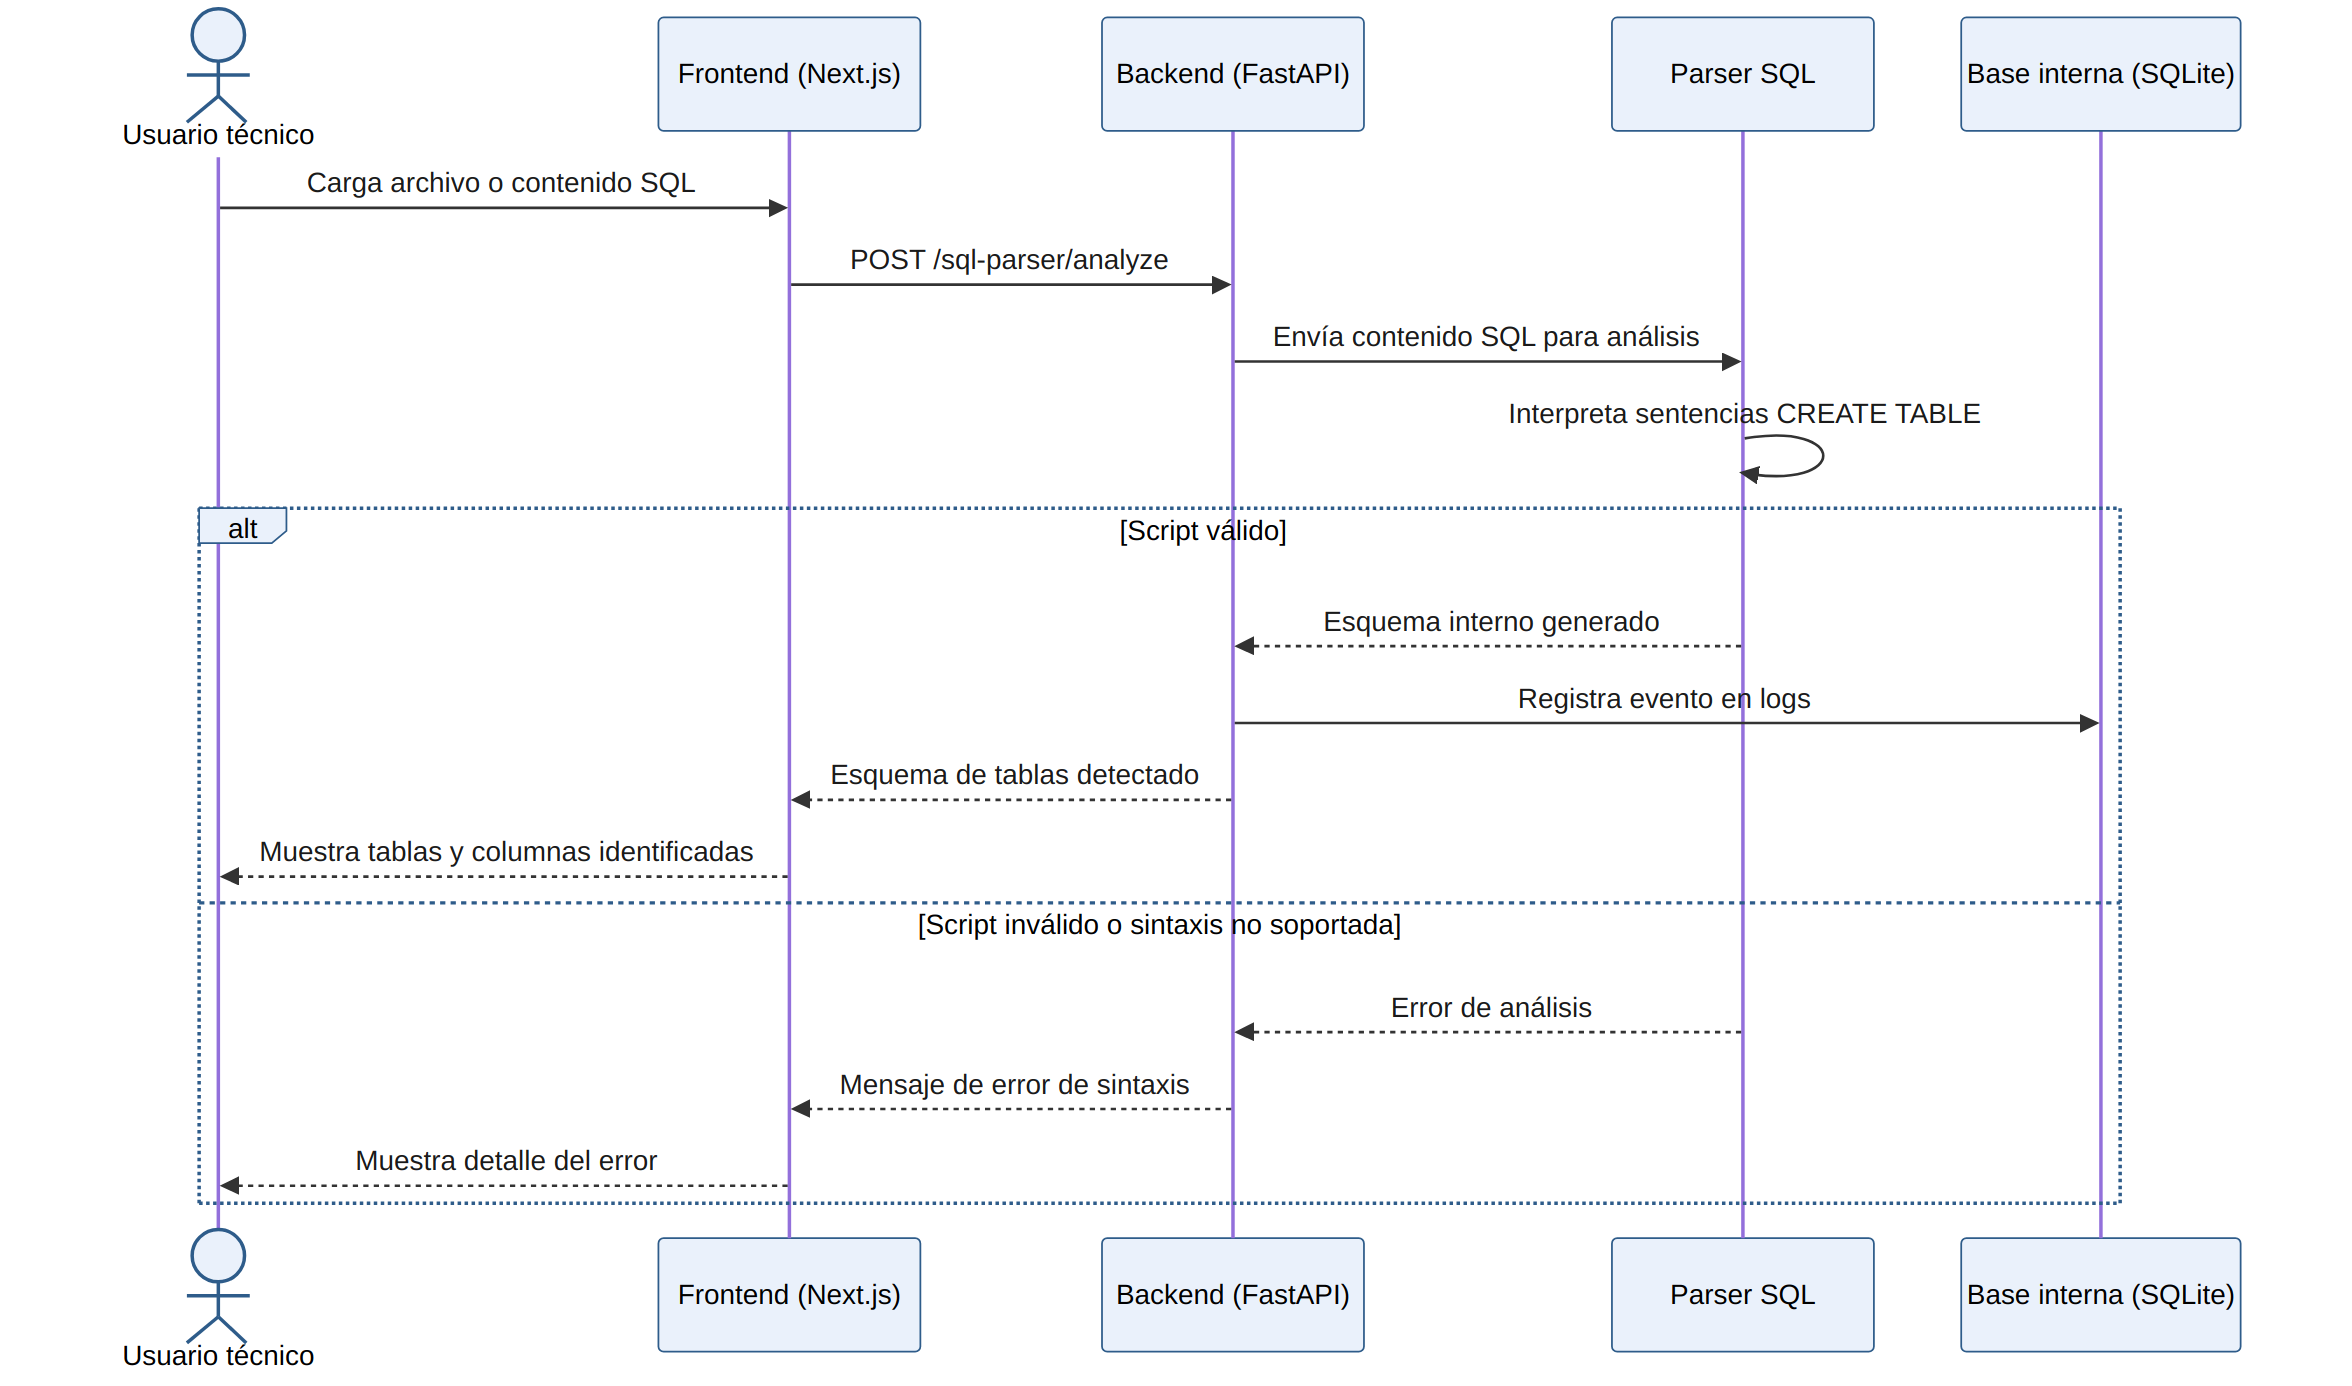 Usuario técnico
Frontend (Next.js)
Backend (FastAPI)
Parser SQL
Base interna (SQLite)
Carga archivo o contenido SQL
POST /sql-parser/analyze
Envía contenido SQL para análisis
Interpreta sentencias CREATE TABLE
alt
[Script válido]
Esquema interno generado
Registra evento en logs
Esquema de tablas detectado
Muestra tablas y columnas identificadas
[Script inválido o sintaxis no soportada]
Error de análisis
Mensaje de error de sintaxis
Muestra detalle del error
Usuario técnico
Frontend (Next.js)
Backend (FastAPI)
Parser SQL
Base interna (SQLite)